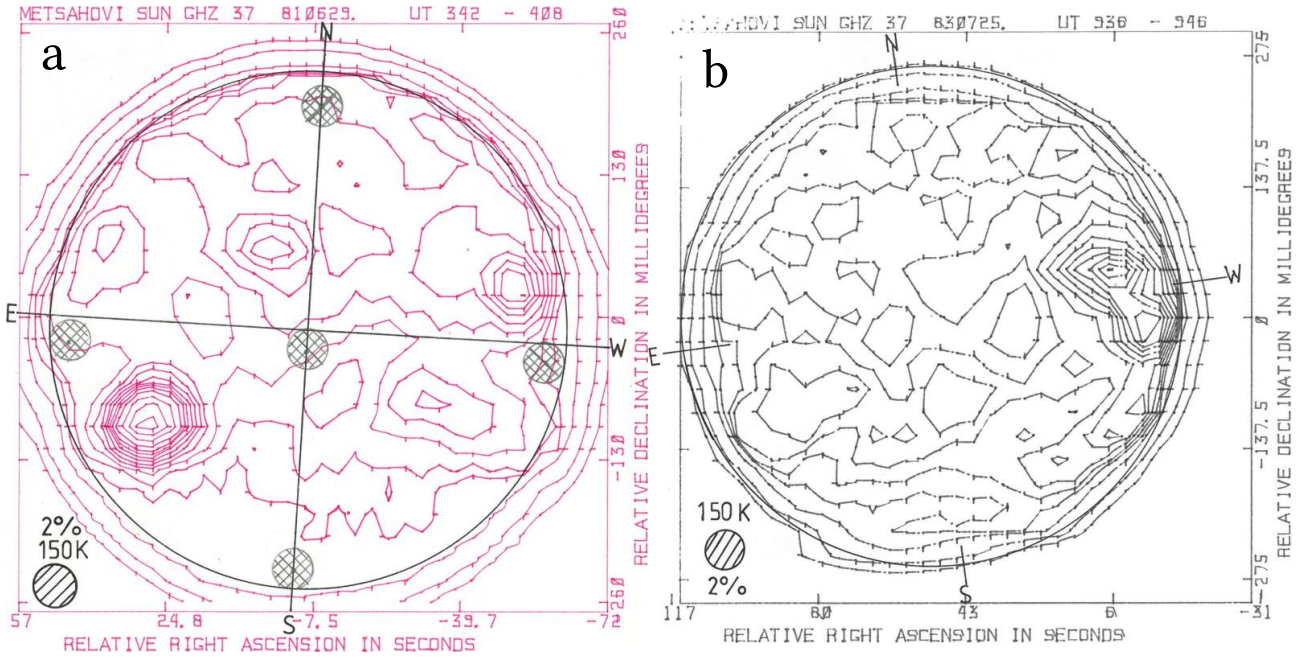 METSAHOVI SUN GHZ 37 810629. UT 342 - 408
a
N
E
W
S
2%
150K
260
130
0
-130
-260
RELATIVE DECLINATION IN MILLIDEGREES
57 24.8 -7.5 -39.7 -72
RELATIVE RIGHT ASCENSION IN SECONDS
HOVI SUN GHZ 37 830725. UT 936 - 946
b
N
W
E
S
150K
2%
275
137.5
0
-137.5
-275
RELATIVE DECLINATION IN MILLIDEGREES
117 80 43 6 -31
RELATIVE RIGHT ASCENSION IN SECONDS